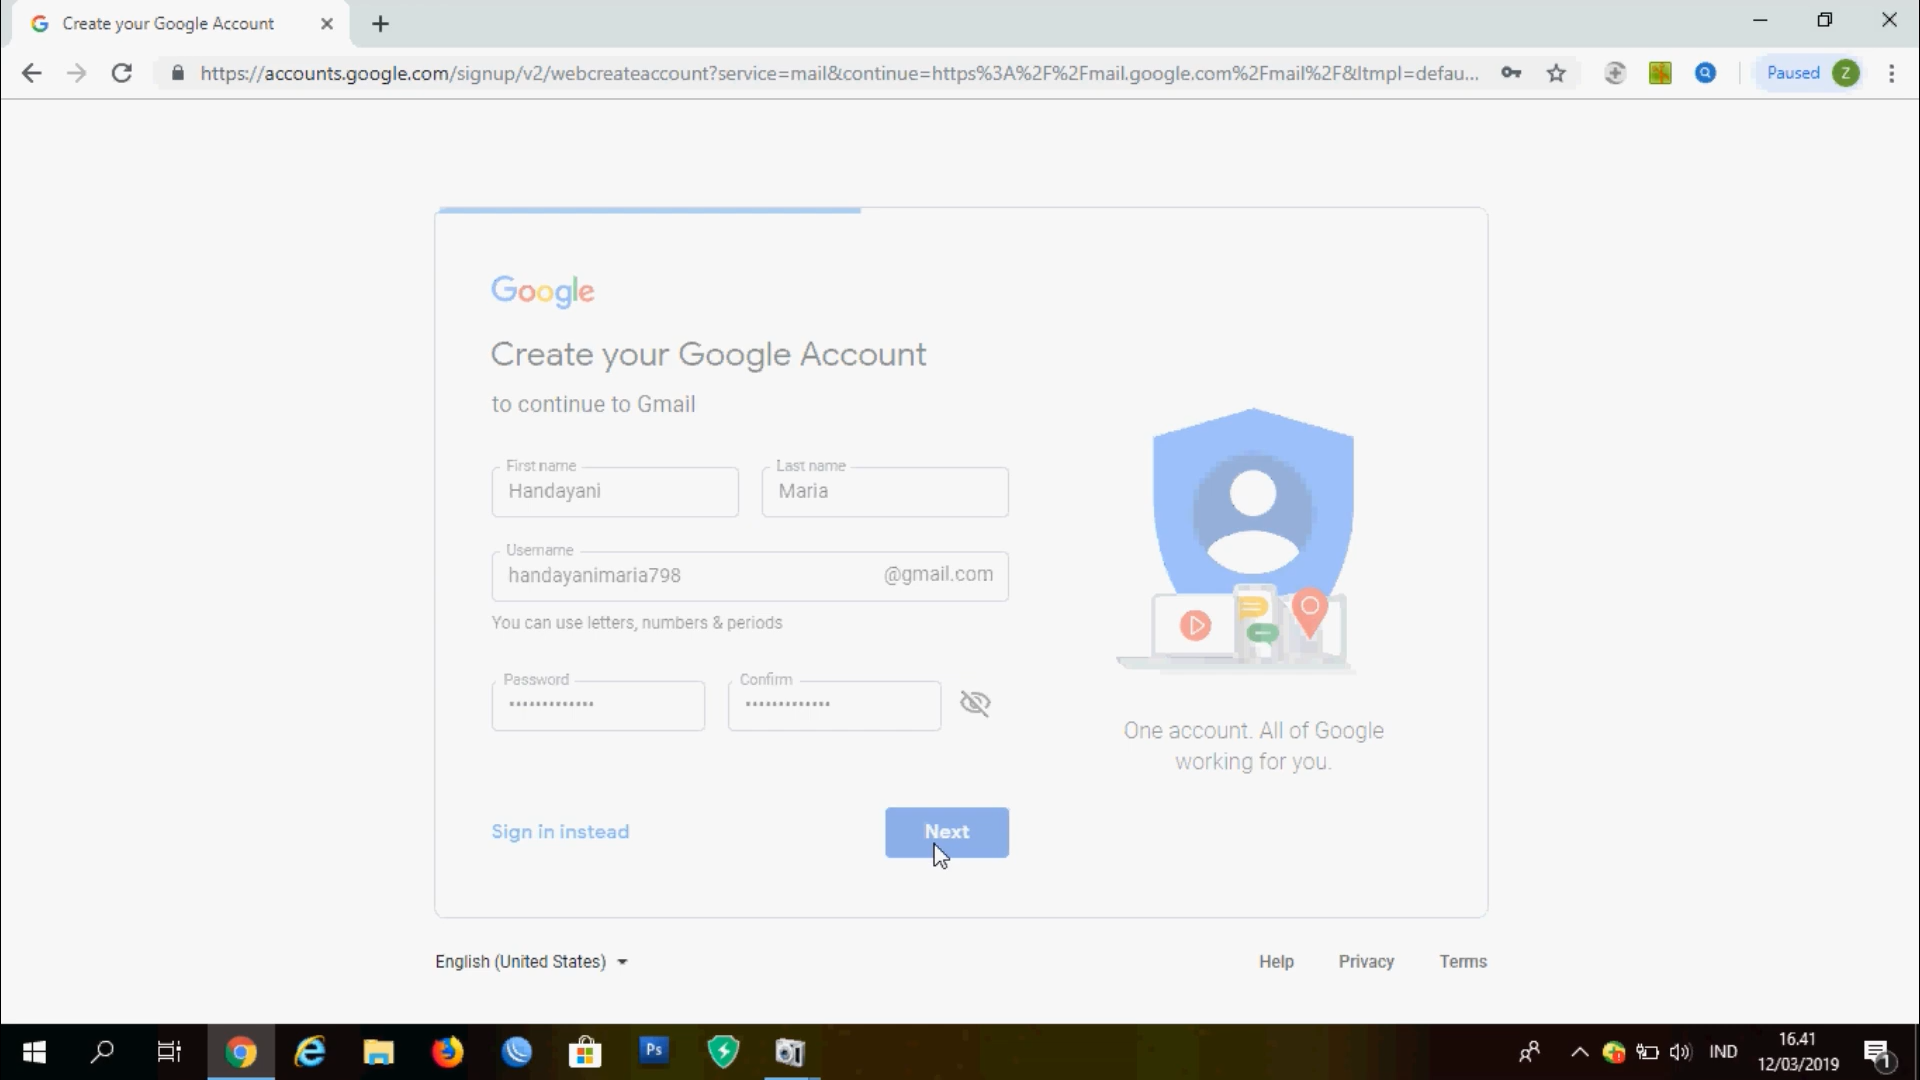 Create your Google Account
https://accounts.google.com/signup/v2/webcreateaccount?service=mail&continue=https%3A%2F%2Fmail.google.com%2Fmail%2F&ltmpl=defau...
Paused Z
Google
Create your Google Account
to continue to Gmail
First name Last name
Handayani Maria
Username
handayanimaria798 @gmail.com
You can use letters, numbers & periods
Password Confirm
••••••••••••• •••••••••••••
One account. All of Google
working for you.
Sign in instead Next
English (United States) Help Privacy Terms
Ps
IND
16.41
12/03/2019
1